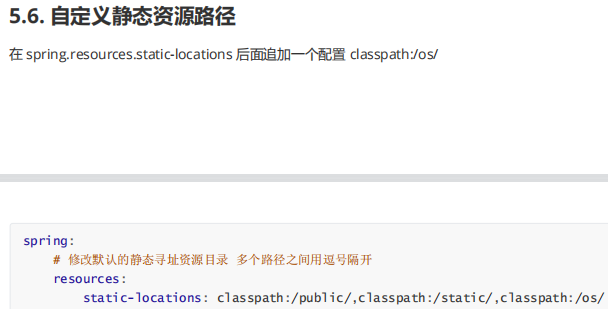 5.6. 自定义静态资源路径
在 spring.resources.static-locations 后面追加一个配置 classpath:/os/
spring:
# 修改默认的静态寻址资源目录 多个路径之间用逗号隔开
resources:
static-locations: classpath:/public/,classpath:/static/,classpath:/os/